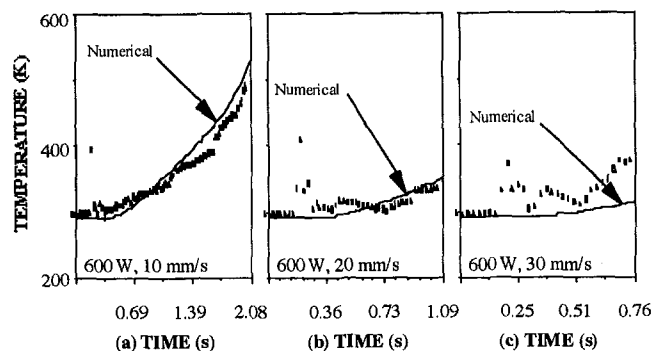 600
400
200
TEMPERATURE (K)
Numerical
600 W, 10 mm/s
0.69 1.39 2.08
(a) TIME (s)
Numerical
600 W, 20 mm/s
0.36 0.73 1.09
(b) TIME (s)
Numerical
600 W, 30 mm/s
0.25 0.51 0.76
(c) TIME (s)